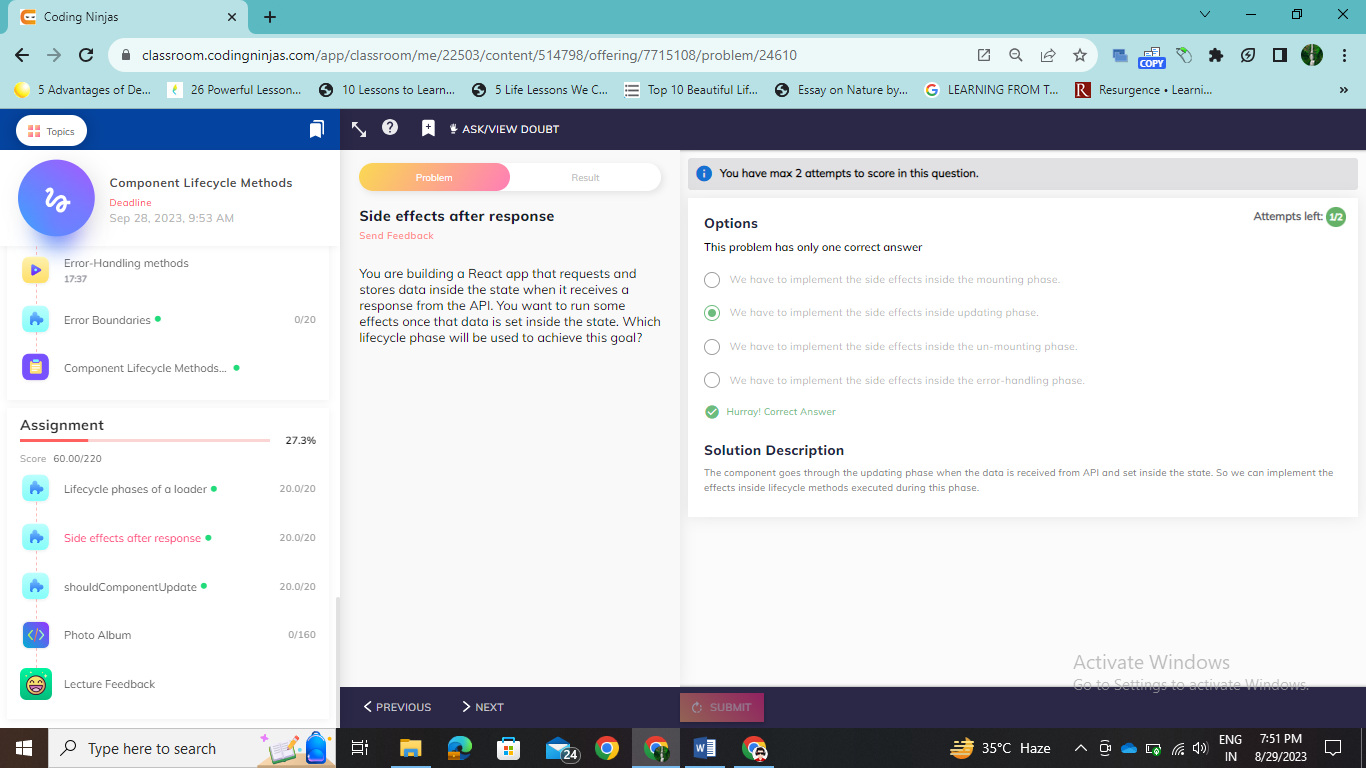 Coding Ninjas
classroom.codingninjas.com/app/classroom/me/22503/content/514798/offering/7715108/problem/24610
COPY
5 Advantages of De...
26 Powerful Lesson...
10 Lessons to Learn...
5 Life Lessons We C...
Top 10 Beautiful Lif...
Essay on Nature by...
LEARNING FROM T...
Resurgence • Learni...
»
Topics
ASK/VIEW DOUBT
Component Lifecycle Methods
Deadline
Sep 28, 2023, 9:53 AM
Error-Handling methods
17:37
Error Boundaries
0/20
Component Lifecycle Methods...
Assignment
27.3%
Score 60.00/220
Lifecycle phases of a loader
20.0/20
Side effects after response
20.0/20
shouldComponentUpdate
20.0/20
Photo Album
0/160
Lecture Feedback
Problem
Result
Side effects after response
Send Feedback
You are building a React app that requests and
stores data inside the state when it receives a
response from the API. You want to run some
effects once that data is set inside the state. Which
lifecycle phase will be used to achieve this goal?
You have max 2 attempts to score in this question.
Options
Attempts left: 1/2
This problem has only one correct answer
We have to implement the side effects inside the mounting phase.
We have to implement the side effects inside updating phase.
We have to implement the side effects inside the un-mounting phase.
We have to implement the side effects inside the error-handling phase.
Hurray! Correct Answer
Solution Description
The component goes through the updating phase when the data is received from API and set inside the state. So we can implement the
effects inside lifecycle methods executed during this phase.
Activate Windows
Go to Settings to activate Windows.
PREVIOUS
NEXT
SUBMIT
Type here to search
24
35°C Haze
ENG
IN
7:51 PM
8/29/2023